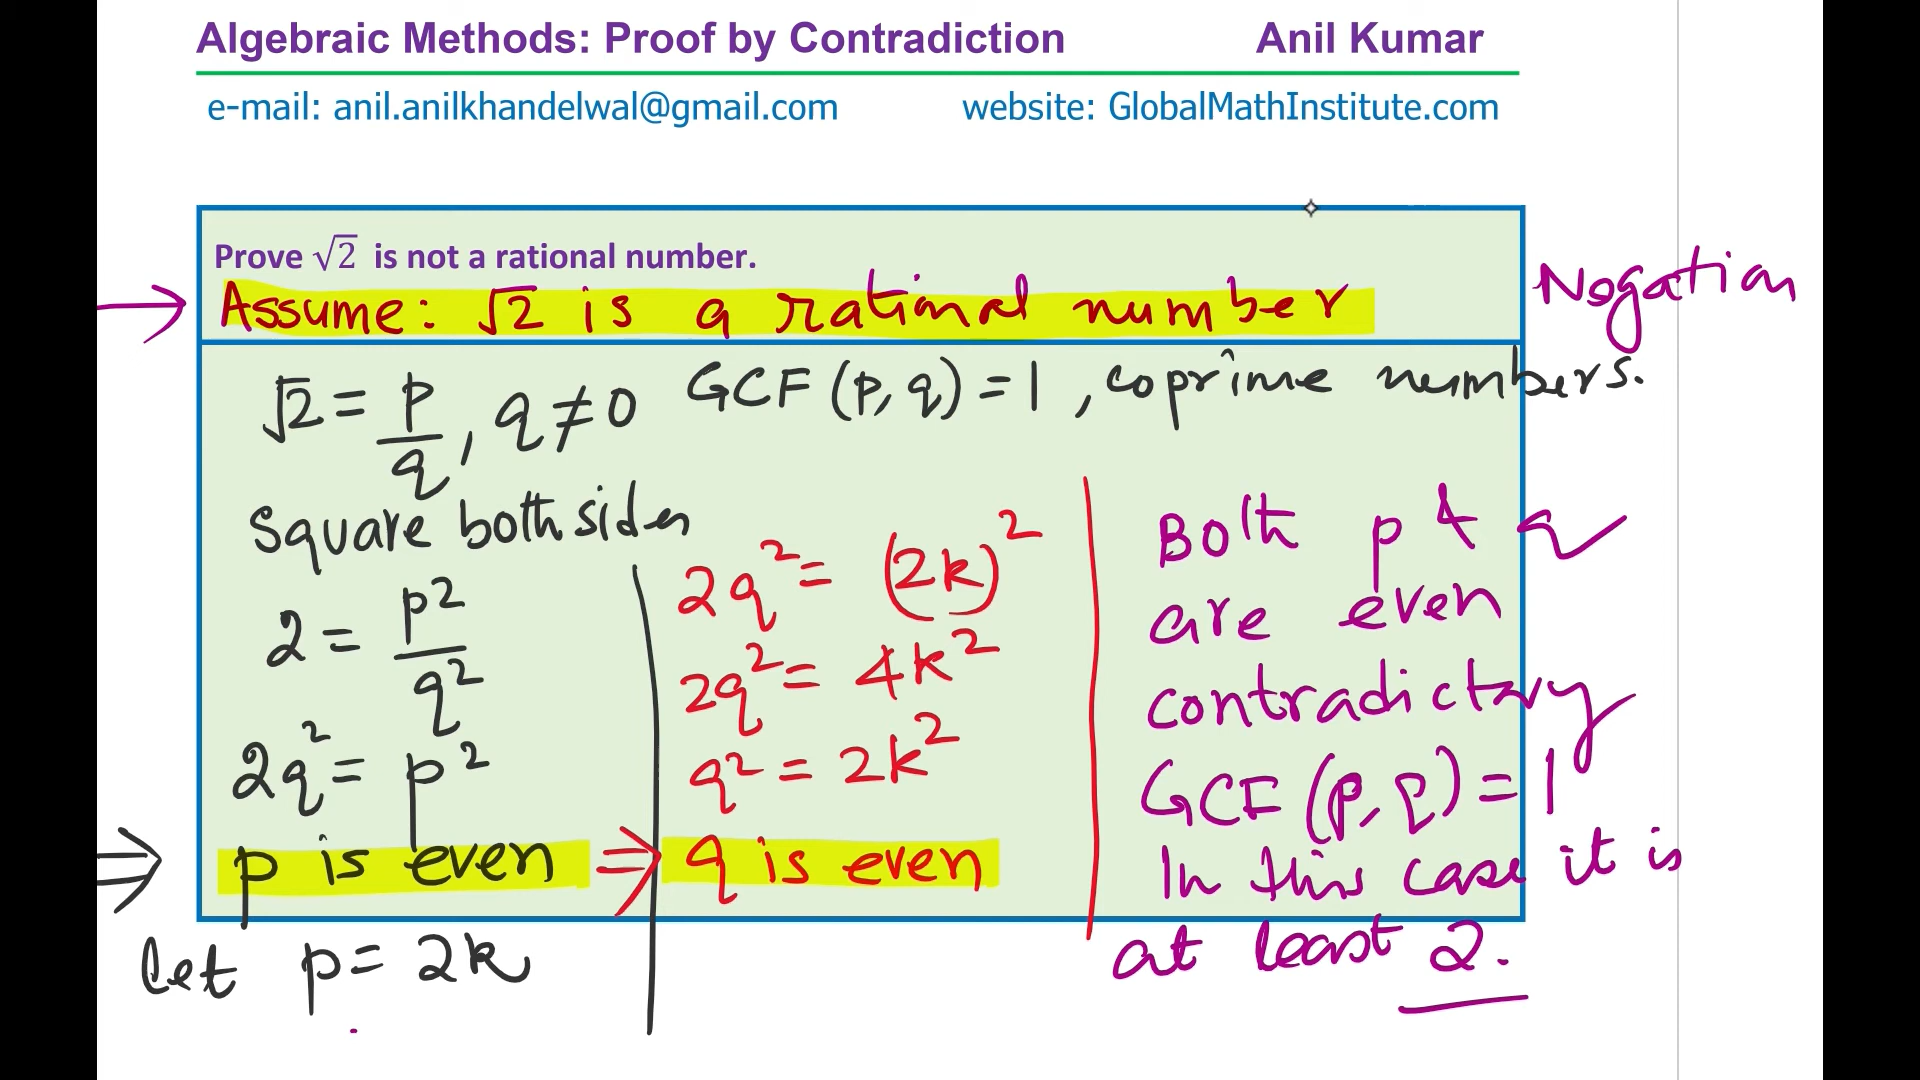 Algebraic Methods: Proof by Contradiction Anil Kumar
e-mail: anil.anilkhandelwal@gmail.com website: GlobalMathInstitute.com
Prove √2 is not a rational number.
Assume: √2 is a rational number
Negation
√2 = p/q, q ≠ 0 GCF (p, q) = 1, coprime numbers.
Square both sides
2 = p²/q²
2q² = p²
⇒ p is even ⇒
let p = 2k
2q² = (2k)²
2q² = 4k²
q² = 2k²
q is even
Both p & q
are even
contradictory
GCF (p, q) = 1
In this case it is
at least 2.